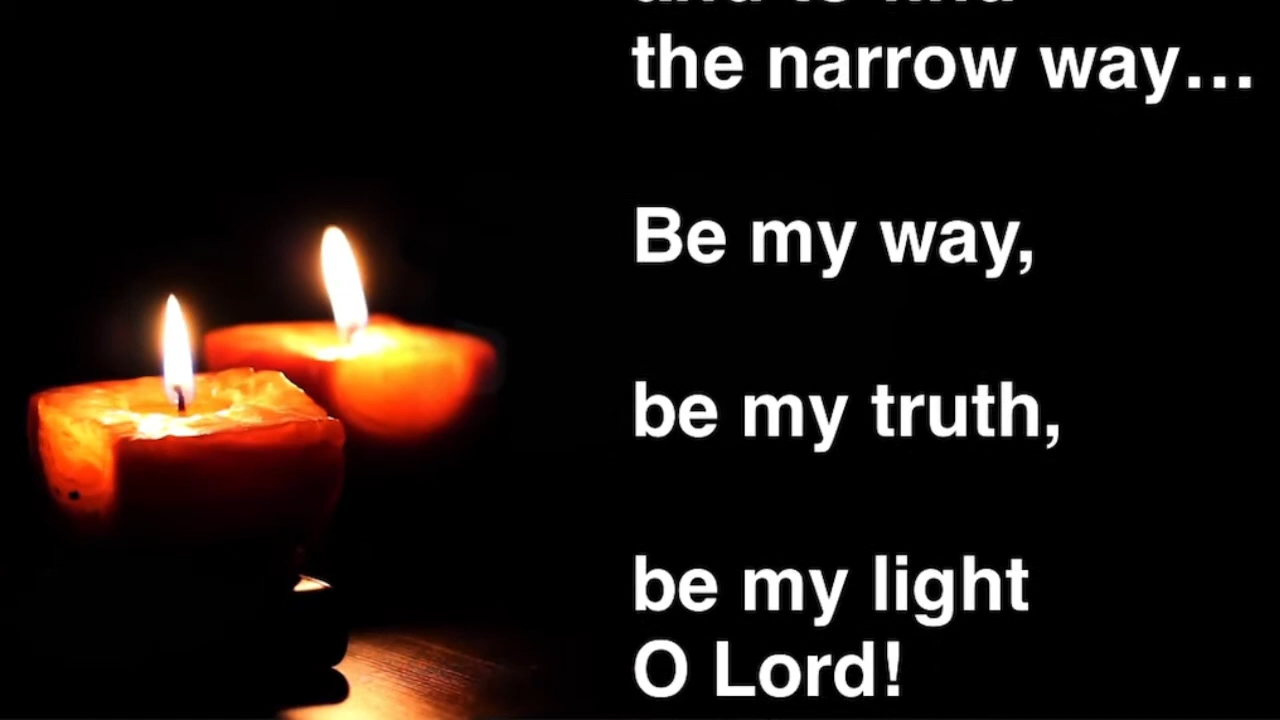 the narrow way…
Be my way,
be my truth,
be my light
O Lord!